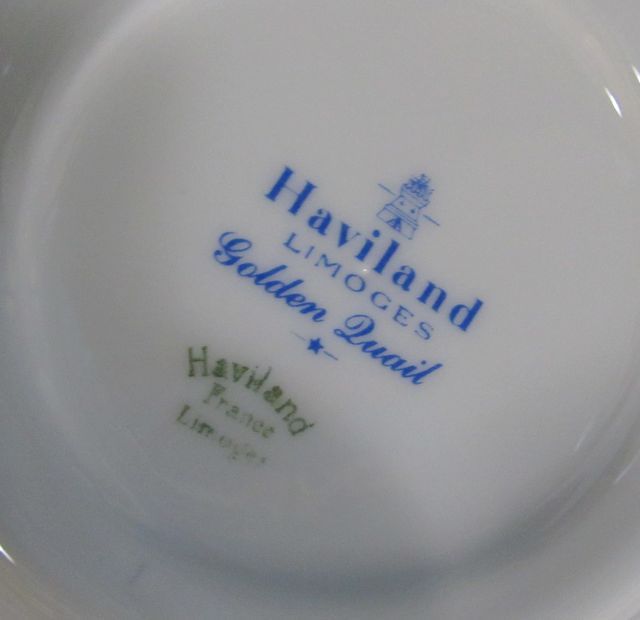 Haviland
LIMOGES
Golden Quail
Haviland
France
Limoges